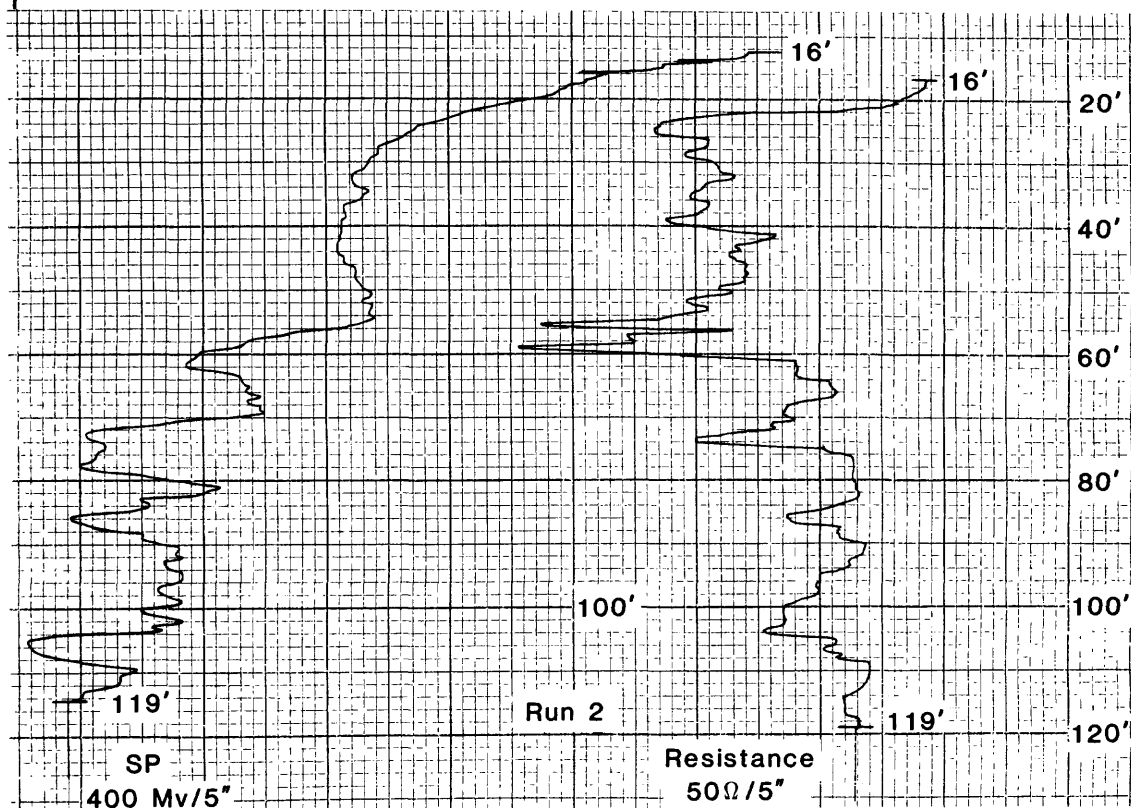 16'
16'
20'
40'
60'
80'
100'
100'
119'
Run 2
119'
120'
SP
400 Mv/5"
Resistance
50Ω/5"